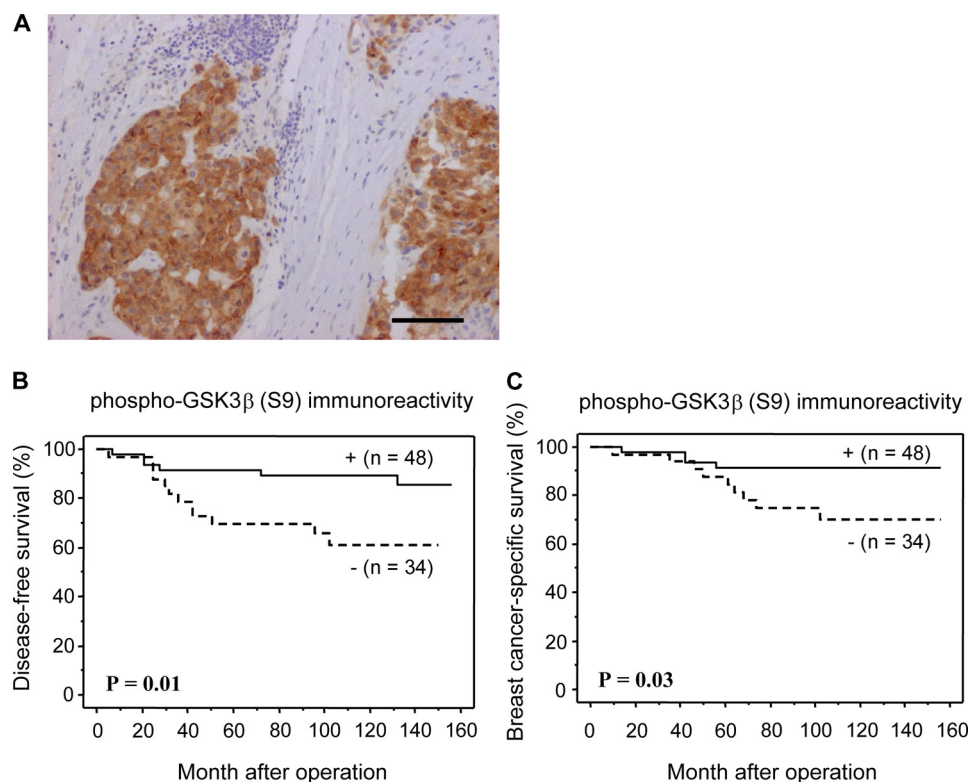 A
B
phospho-GSK3β (S9) immunoreactivity
Disease-free survival (%)
100
80
60
40
20
0
+ (n = 48)
- (n = 34)
P = 0.01
0 20 40 60 80 100 120 140 160
Month after operation
C
phospho-GSK3β (S9) immunoreactivity
Breast cancer-specific survival (%)
100
80
60
40
20
0
+ (n = 48)
- (n = 34)
P = 0.03
0 20 40 60 80 100 120 140 160
Month after operation